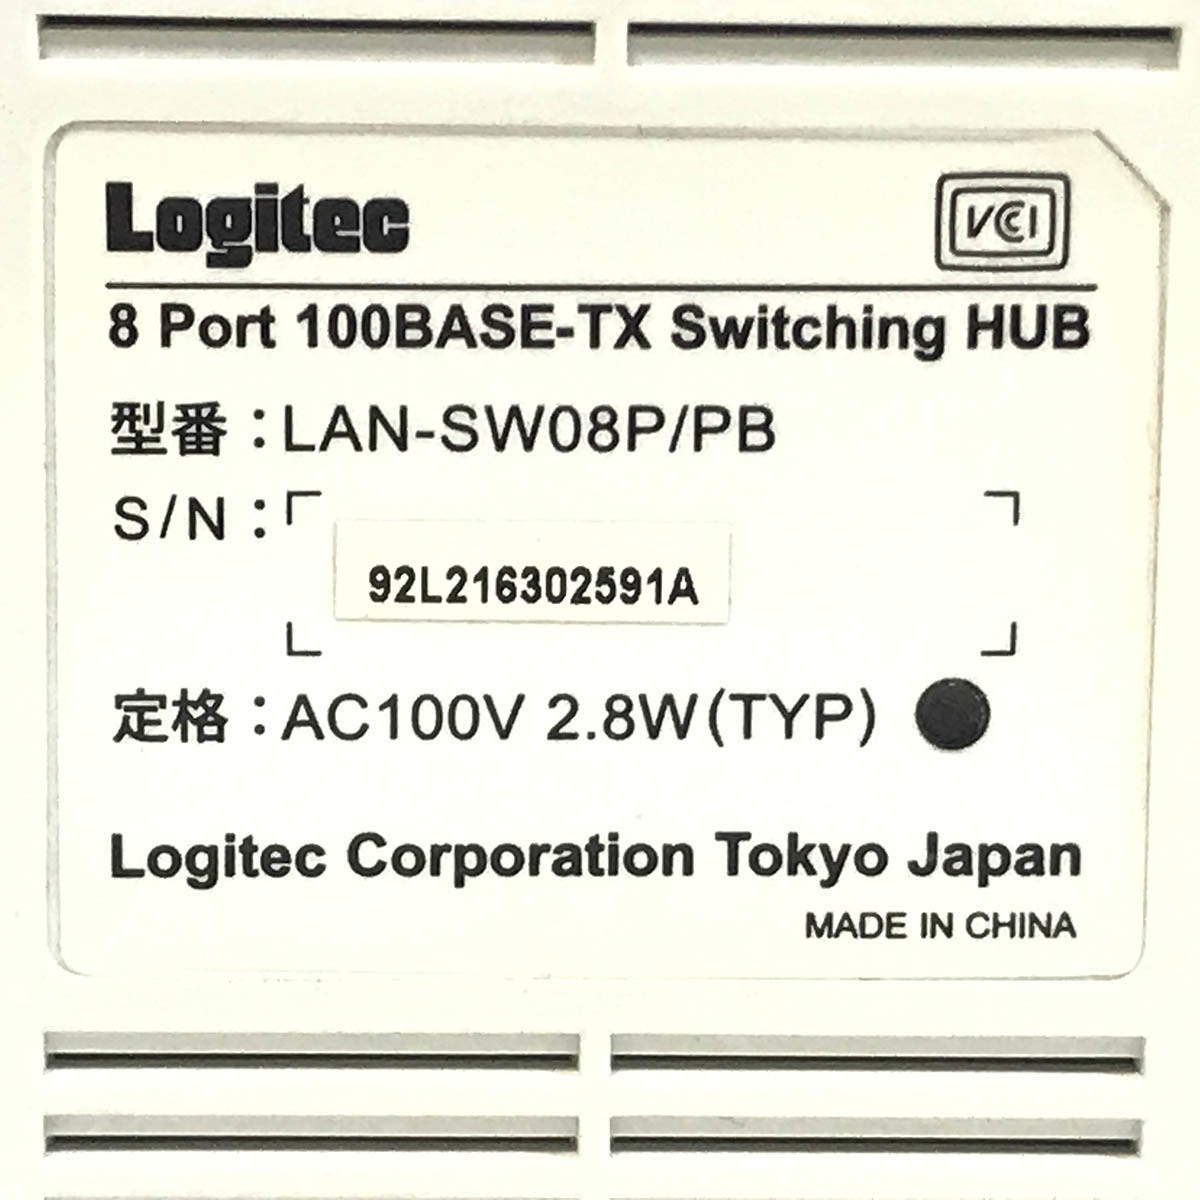 Logitec
VCCI
8 Port 100BASE-TX Switching HUB
型番：LAN-SW08P/PB
S/N：
92L216302591A
定格：AC100V 2.8W(TYP)
Logitec Corporation Tokyo Japan
MADE IN CHINA